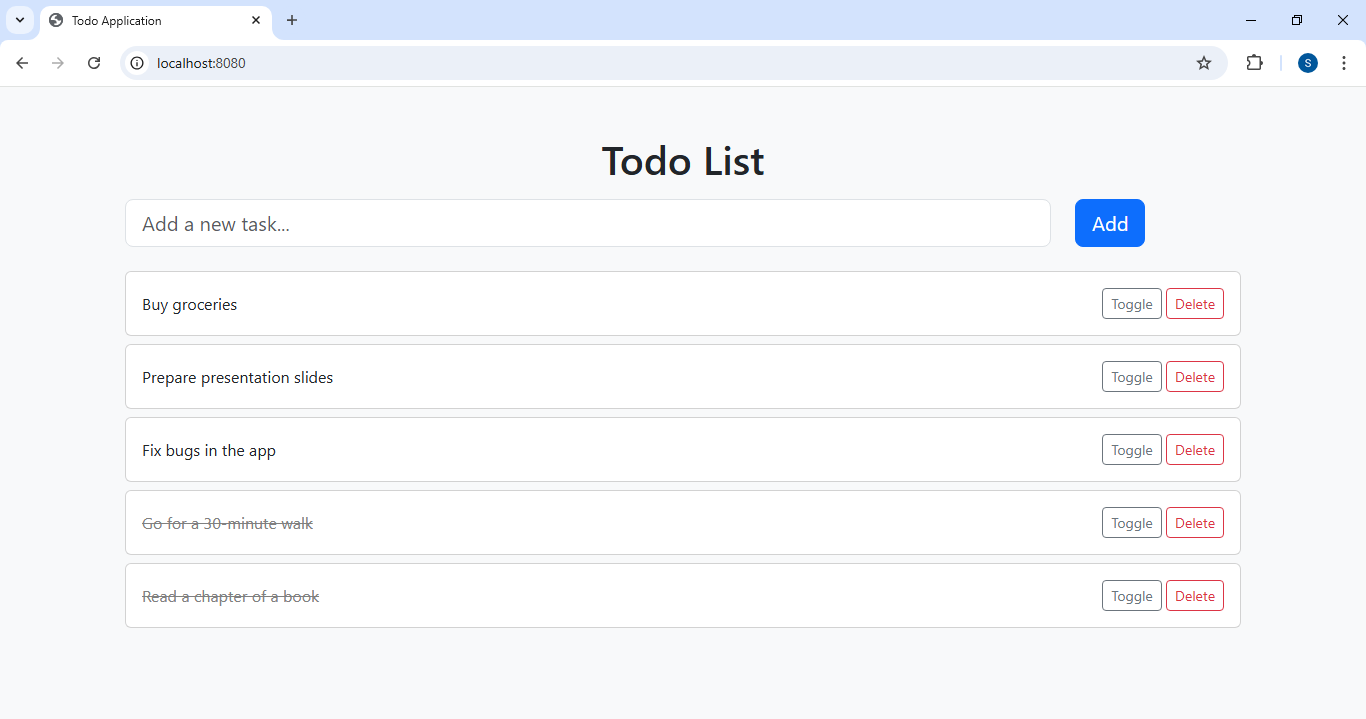 Todo Application
localhost:8080
S
Todo List
Add a new task... Add
Buy groceries Toggle Delete
Prepare presentation slides Toggle Delete
Fix bugs in the app Toggle Delete
Go for a 30-minute walk Toggle Delete
Read a chapter of a book Toggle Delete